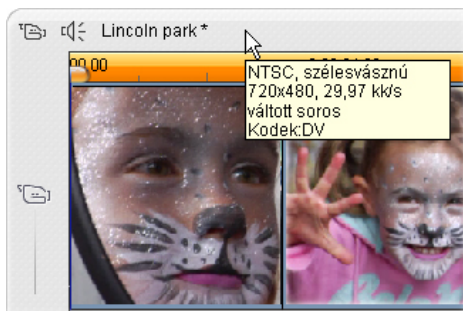 Lincoln park *
00.00
NTSC, szélesvásznú
720x480, 29,97 kk/s
váltott soros
Kodek:DV